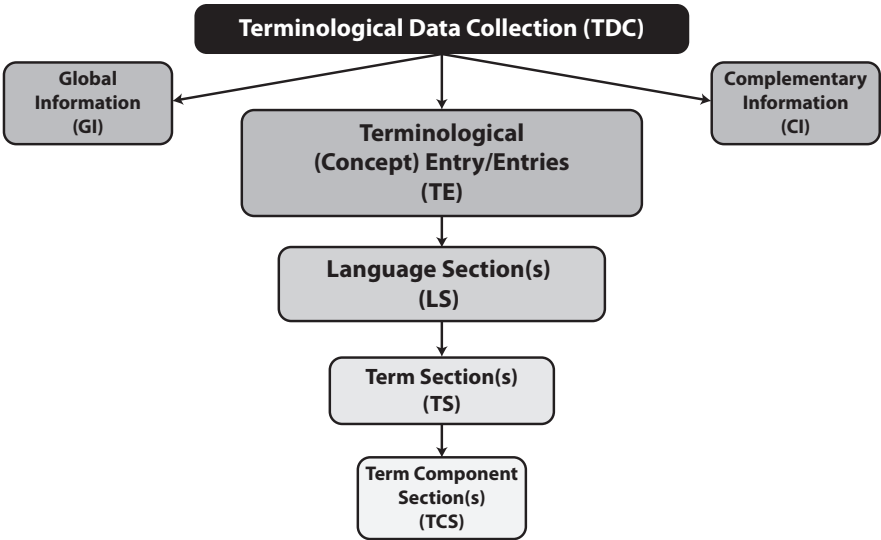 Terminological Data Collection (TDC)
Global
Information
(GI)
Complementary
Information
(CI)
Terminological
(Concept) Entry/Entries
(TE)
Language Section(s)
(LS)
Term Section(s)
(TS)
Term Component
Section(s)
(TCS)